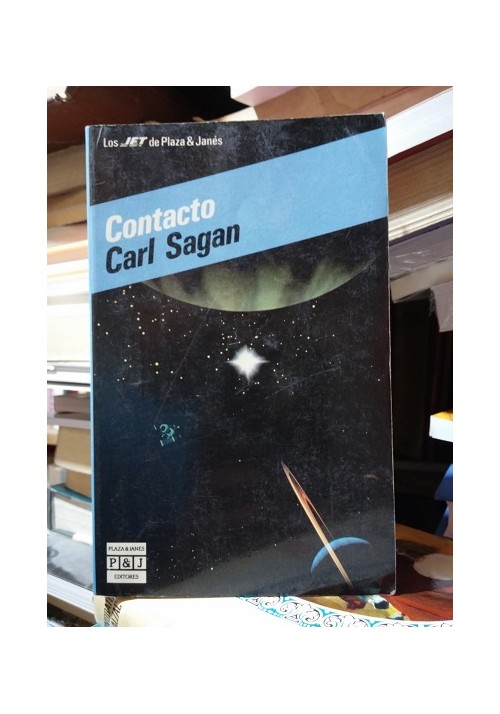 Los JET de Plaza & Janés
Contacto
Carl Sagan
PLAZA & JANÉS
P & J
EDITORES